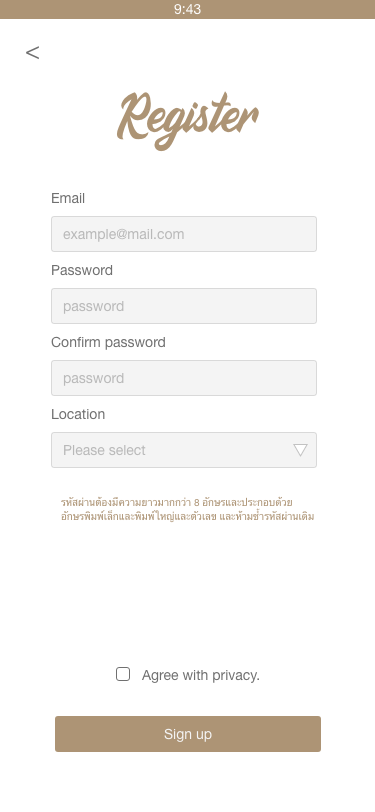 9:43
<
Register
Email
example@mail.com
Password
password
Confirm password
password
Location
Please select
รหัสผ่านต้องมีความยาวมากกว่า 8 อักษรและประกอบด้วย
อักษรพิมพ์เล็กและพิมพ์ใหญ่และตัวเลข และห้ามซ้ำรหัสผ่านเดิม
Agree with privacy.
Sign up